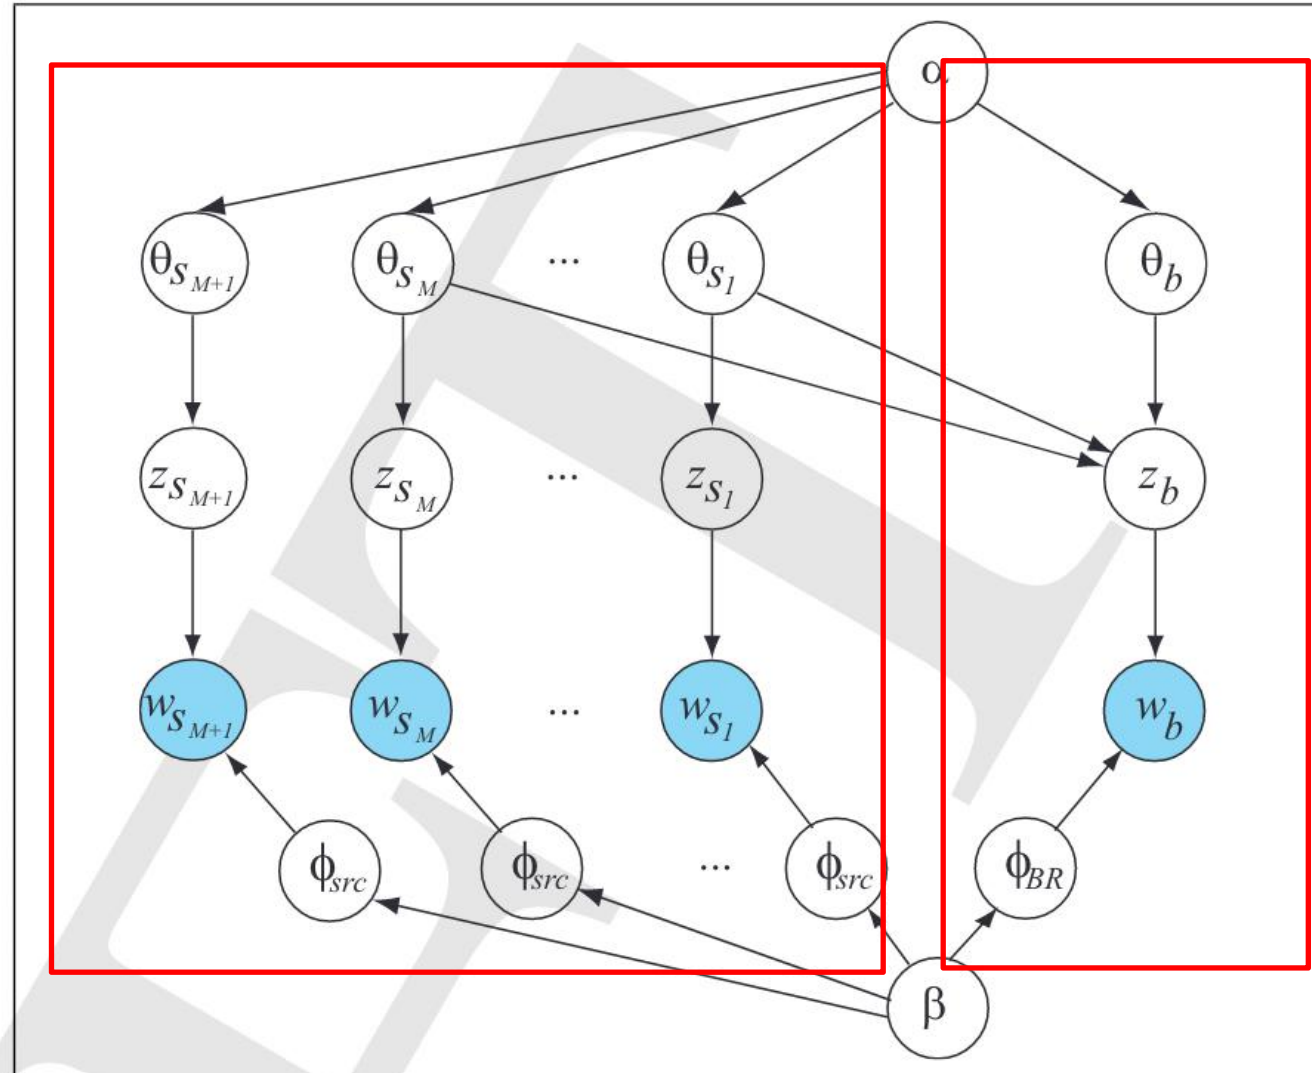 α
θ_{S_{M+1}} θ_{S_M} ... θ_{S_1} θ_b
z_{S_{M+1}} z_{S_M} ... z_{S_1} z_b
w_{S_{M+1}} w_{S_M} ... w_{S_1} w_b
ϕ_{src} ϕ_{src} ... ϕ_{src} ϕ_{BR}
β